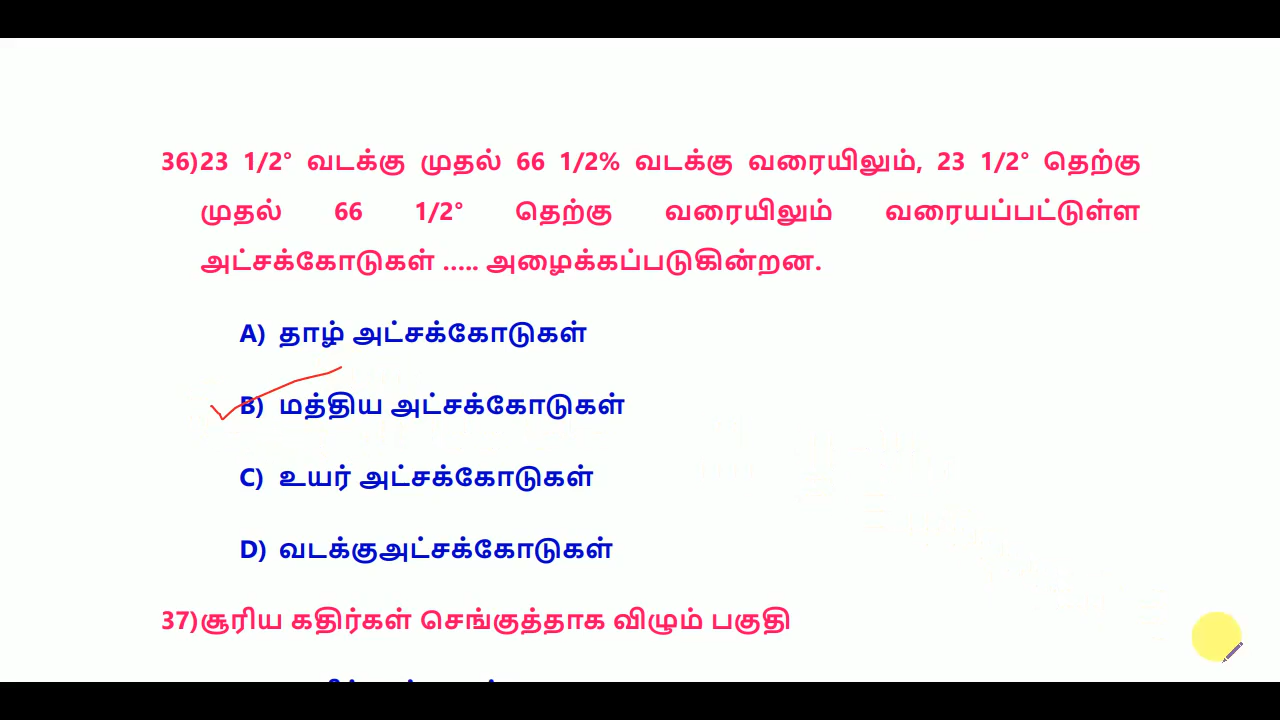 36)23 1/2° வடக்கு முதல் 66 1/2% வடக்கு வரையிலும், 23 1/2° தெற்கு
முதல் 66 1/2° தெற்கு வரையிலும் வரையப்பட்டுள்ள
அட்சக்கோடுகள் ..... அழைக்கப்படுகின்றன.
A) தாழ் அட்சக்கோடுகள்
B) மத்திய அட்சக்கோடுகள்
C) உயர் அட்சக்கோடுகள்
D) வடக்குஅட்சக்கோடுகள்
37)சூரிய கதிர்கள் செங்குத்தாக விழும் பகுதி